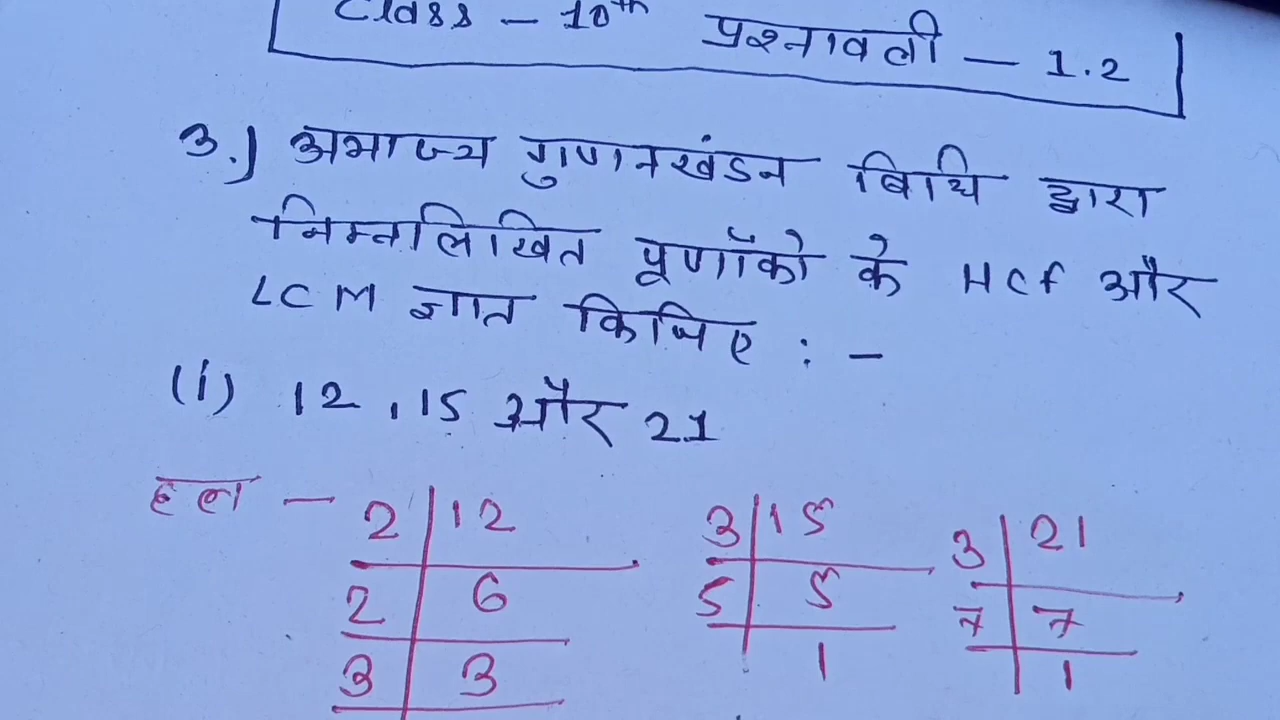 Class - 10th प्रश्नावली - 1.2
3.) अभाज्य गुणनखंडन बिधि द्वारा
निम्नलिखित पूर्णांको के HCF और
LCM ज्ञात किजिए : -
(i) 12, 15 और 21
हल - 2 | 12 3 | 15 3 | 21
2 | 6 5 | 5 7 | 7
3 | 3 1 1